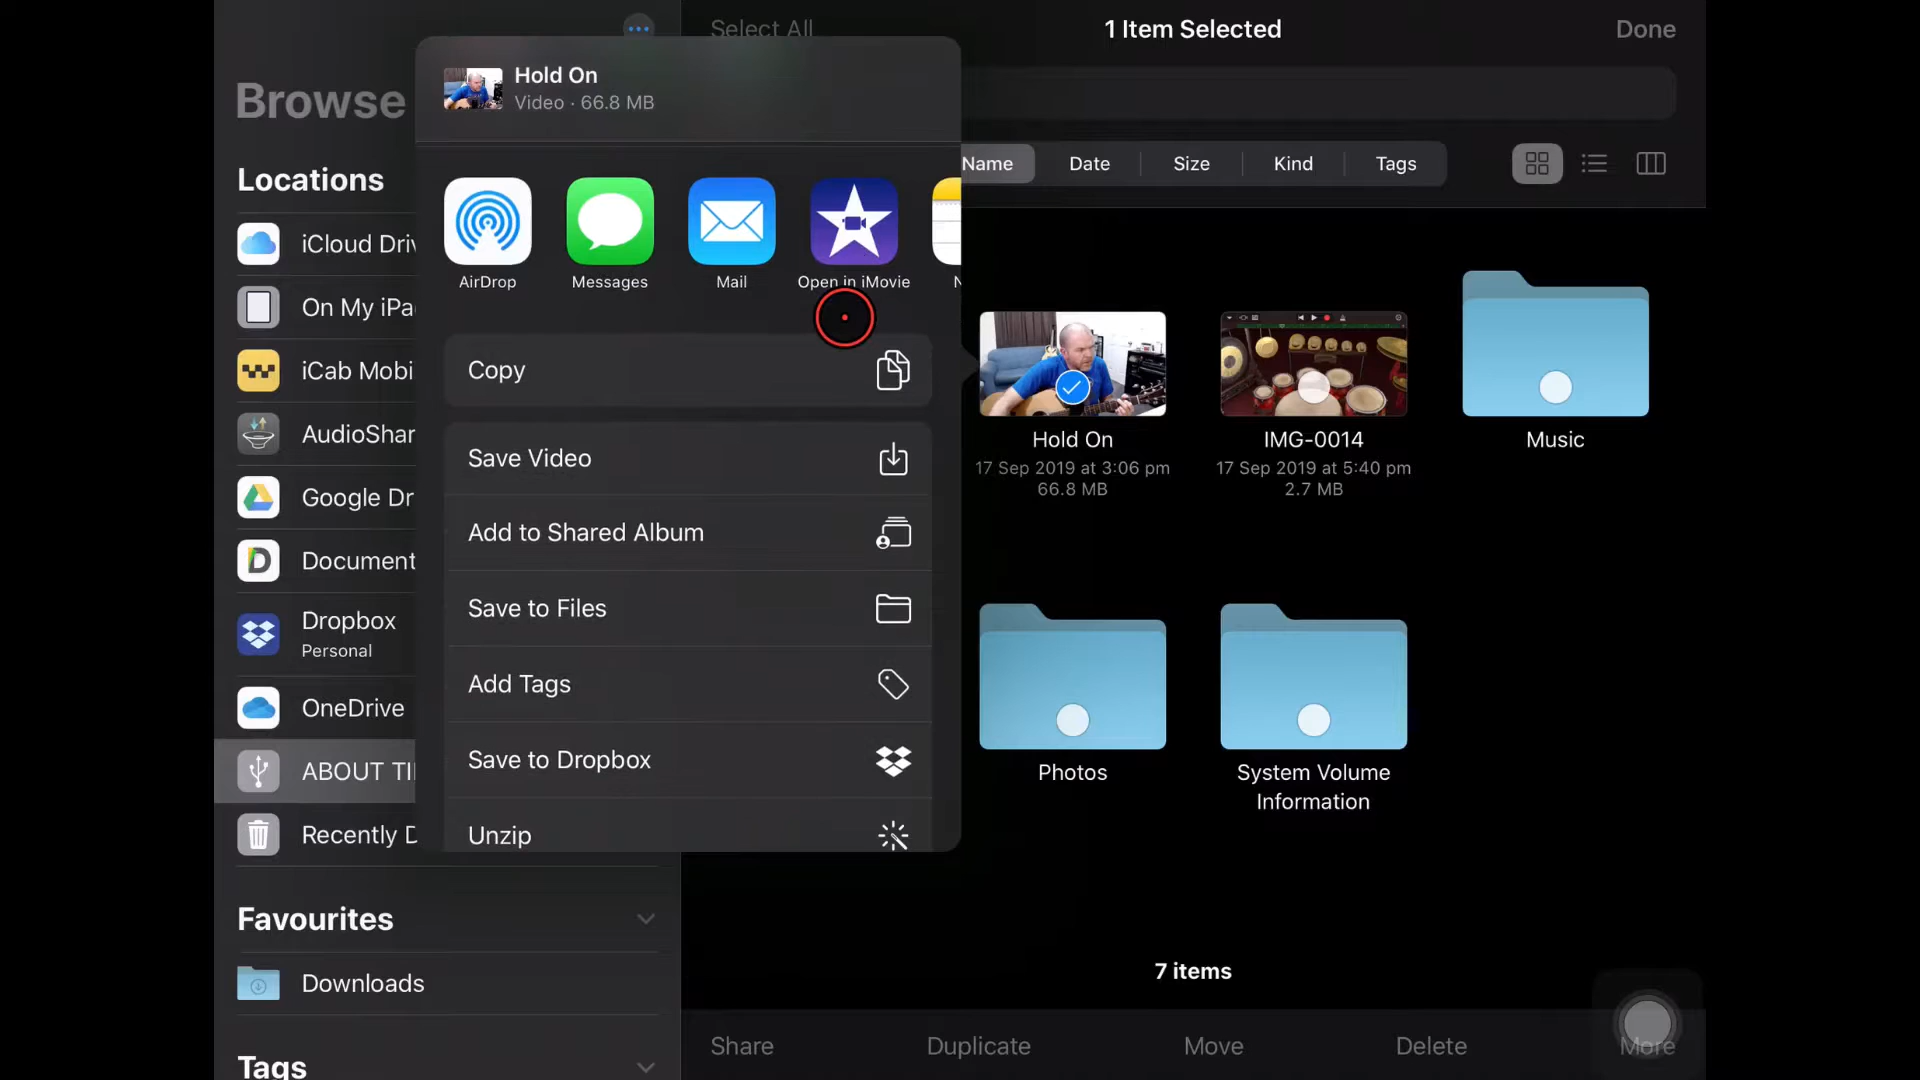 Select All
1 Item Selected
Done
Browse
Hold On
Video · 66.8 MB
Name
Date
Size
Kind
Tags
Locations
AirDrop
Messages
Mail
Open in iMovie
N
iCloud Driv
On My iPa
iCab Mobi
AudioShar
Google Dr
Document
Dropbox
Personal
OneDrive
ABOUT TI
Recently D
Copy
Save Video
Add to Shared Album
Save to Files
Add Tags
Save to Dropbox
Unzip
Hold On
17 Sep 2019 at 3:06 pm
66.8 MB
IMG-0014
17 Sep 2019 at 5:40 pm
2.7 MB
Music
Photos
System Volume
Information
Favourites
Downloads
Tags
7 items
Share
Duplicate
Move
Delete
More